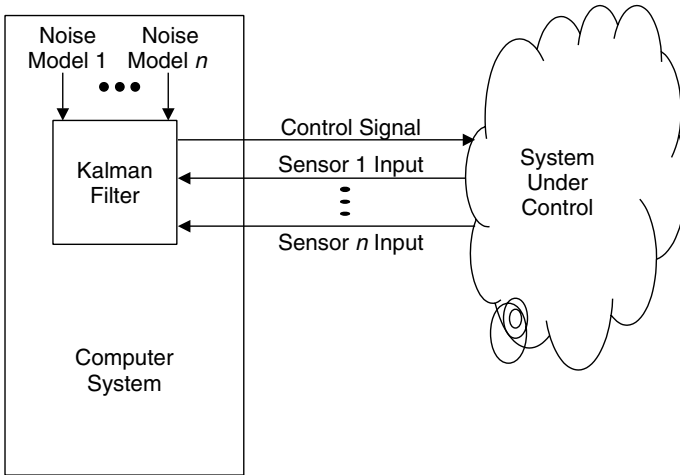 Noise
Model 1
Noise
Model n
Kalman
Filter
Control Signal
Sensor 1 Input
Sensor n Input
System
Under
Control
Computer
System